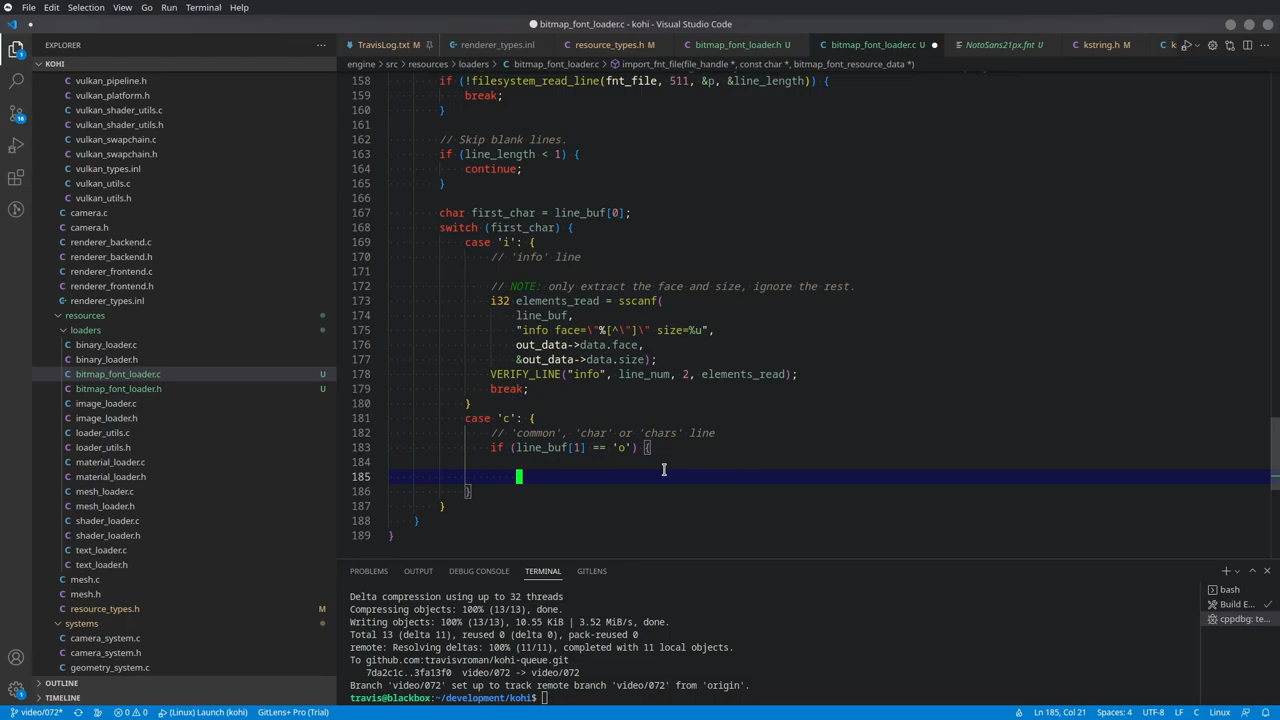 File Edit Selection View Go Run Terminal Help
bitmap_font_loader.c - kohi - Visual Studio Code
EXPLORER
TravisLog.txt renderer_types.inl resource_types.h M bitmap_font_loader.h U bitmap_font_loader.c U NotoSans21px.fnt U kstring.h M
KOHI
engine > src > resources > loaders > bitmap_font_loader.c > import_fnt_file(file_handle *, const char *, bitmap_font_resource_data *)
vulkan_pipeline.h
vulkan_platform.h
vulkan_shader_utils.c
vulkan_shader_utils.h
vulkan_swapchain.c
vulkan_swapchain.h
vulkan_types.inl
vulkan_utils.c
vulkan_utils.h
camera.c
camera.h
renderer_backend.c
renderer_backend.h
renderer_frontend.c
renderer_frontend.h
renderer_types.inl
resources
loaders
binary_loader.c
binary_loader.h
bitmap_font_loader.c U
bitmap_font_loader.h U
image_loader.c
image_loader.h
loader_utils.c
loader_utils.h
material_loader.c
material_loader.h
mesh_loader.c
mesh_loader.h
shader_loader.c
shader_loader.h
text_loader.c
text_loader.h
mesh.c
mesh.h
resource_types.h M
systems
camera_system.c
camera_system.h
geometry_system.c
OUTLINE
TIMELINE
158 if (!filesystem_read_line(fnt_file, 511, &p, &line_length)) {
159 break;
160 }
161
162 // Skip blank lines.
163 if (line_length < 1) {
164 continue;
165 }
166
167 char first_char = line_buf[0];
168 switch (first_char) {
169 case 'i': {
170 // 'info' line
171
172 // NOTE: only extract the face and size, ignore the rest.
173 i32 elements_read = sscanf(
174 line_buf,
175 "info face=\"%[^\"]\" size=%u",
176 out_data->data.face,
177 &out_data->data.size);
178 VERIFY_LINE("info", line_num, 2, elements_read);
179 break;
180 }
181 case 'c': {
182 // 'common', 'char' or 'chars' line
183 if (line_buf[1] == 'o') {
184
185
186 }
187 }
188 }
189 }
PROBLEMS OUTPUT DEBUG CONSOLE TERMINAL GITLENS
Delta compression using up to 32 threads
Compressing objects: 100% (13/13), done.
Writing objects: 100% (13/13), 10.55 KiB | 3.52 MiB/s, done.
Total 13 (delta 11), reused 0 (delta 0), pack-reused 0
remote: Resolving deltas: 100% (11/11), completed with 11 local objects.
To github.com:travisvroman/kohi-queue.git
7da2c1c..3fa13f0 video/072 -> video/072
Branch 'video/072' set up to track remote branch 'video/072' from 'origin'.
travis@blackbox:~/development/kohi$
bash
Build E...
cppdbg: te...
video/072* 0 0 (Linux) Launch (kohi) GitLens+ Pro (Trial) Ln 185, Col 21 Spaces: 4 UTF-8 LF C Linux